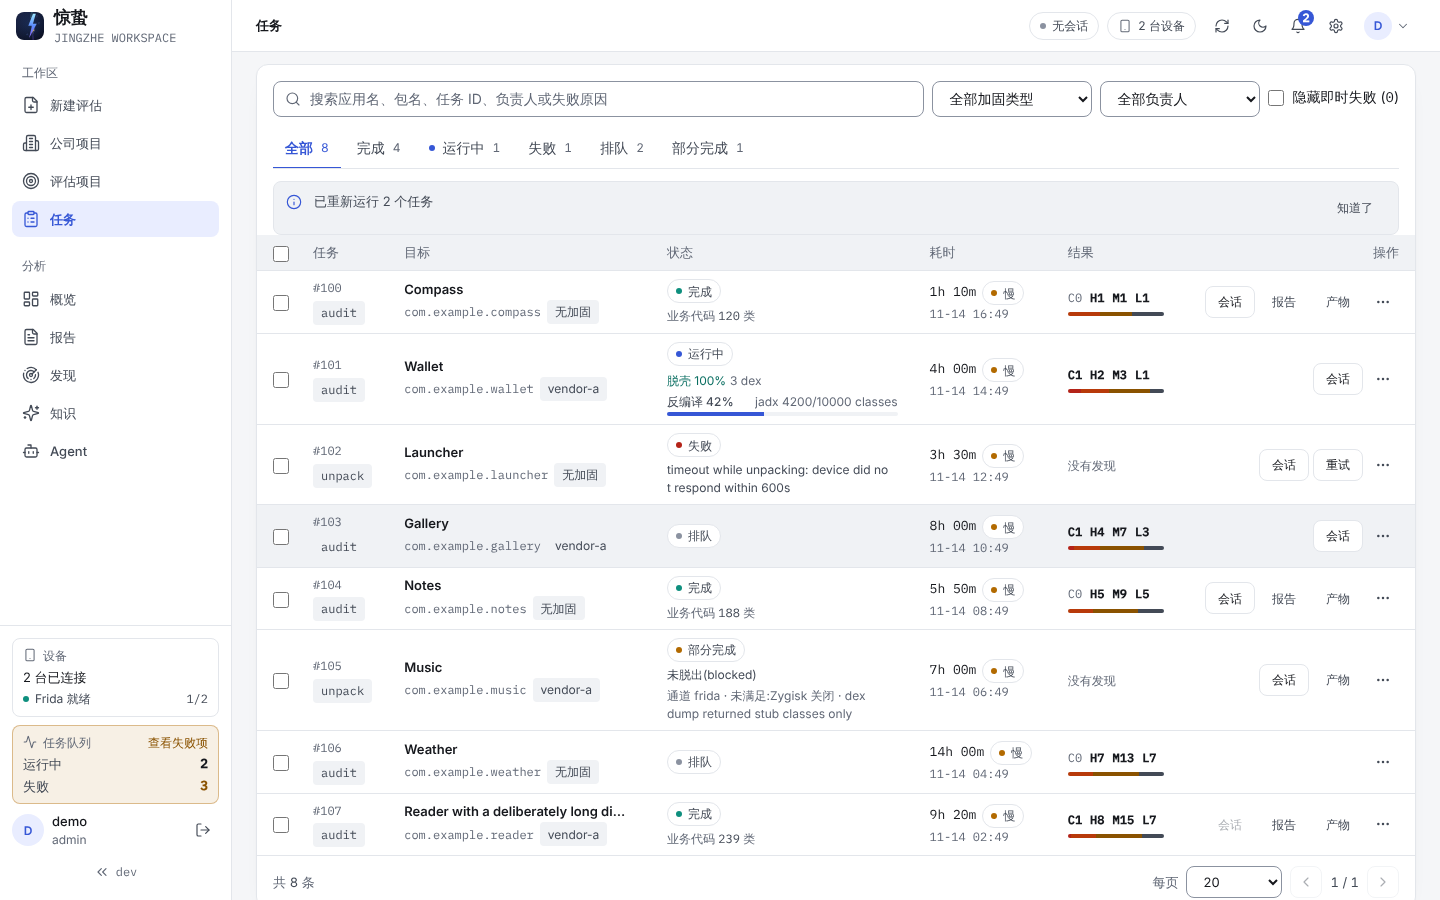 惊蛰
JINGZHE WORKSPACE
工作区
新建评估
公司项目
评估项目
任务
分析
概览
报告
发现
知识
Agent
设备
2 台已连接
Frida 就绪 1/2
任务队列 查看失败项
运行中 2
失败 3
D demo
admin
dev
任务
无会话 2 台设备 2 D
搜索应用名、包名、任务 ID、负责人或失败原因 全部加固类型 全部负责人 隐藏即时失败 (0)
全部 8 完成 4 运行中 1 失败 1 排队 2 部分完成 1
已重新运行 2 个任务 知道了
任务 目标 状态 耗时 结果 操作
#100 Compass 完成 1h 10m 慢 C0 H1 M1 L1 会话 报告 产物 ···
audit com.example.compass 无加固 业务代码 120 类 11-14 16:49
#101 Wallet 运行中 4h 00m 慢 C1 H2 M3 L1 会话 ···
audit com.example.wallet vendor-a 脱壳 100% 3 dex 11-14 14:49
反编译 42% jadx 4200/10000 classes
#102 Launcher 失败 3h 30m 慢 没有发现 会话 重试 ···
unpack com.example.launcher 无加固 timeout while unpacking: device did no 11-14 12:49
t respond within 600s
#103 Gallery 排队 8h 00m 慢 C1 H4 M7 L3 会话 ···
audit com.example.gallery vendor-a 11-14 10:49
#104 Notes 完成 5h 50m 慢 C0 H5 M9 L5 会话 报告 产物 ···
audit com.example.notes 无加固 业务代码 188 类 11-14 08:49
#105 Music 部分完成 7h 00m 慢 没有发现 会话 产物 ···
unpack com.example.music vendor-a 未脱出(blocked) 11-14 06:49
通道 frida · 未满足:Zygisk 关闭 · dex
dump returned stub classes only
#106 Weather 排队 14h 00m 慢 C0 H7 M13 L7 ···
audit com.example.weather 无加固 11-14 04:49
#107 Reader with a deliberately long di... 完成 9h 20m 慢 C1 H8 M15 L7 会话 报告 产物 ···
audit com.example.reader vendor-a 业务代码 239 类 11-14 02:49
共 8 条 每页 20 1 / 1